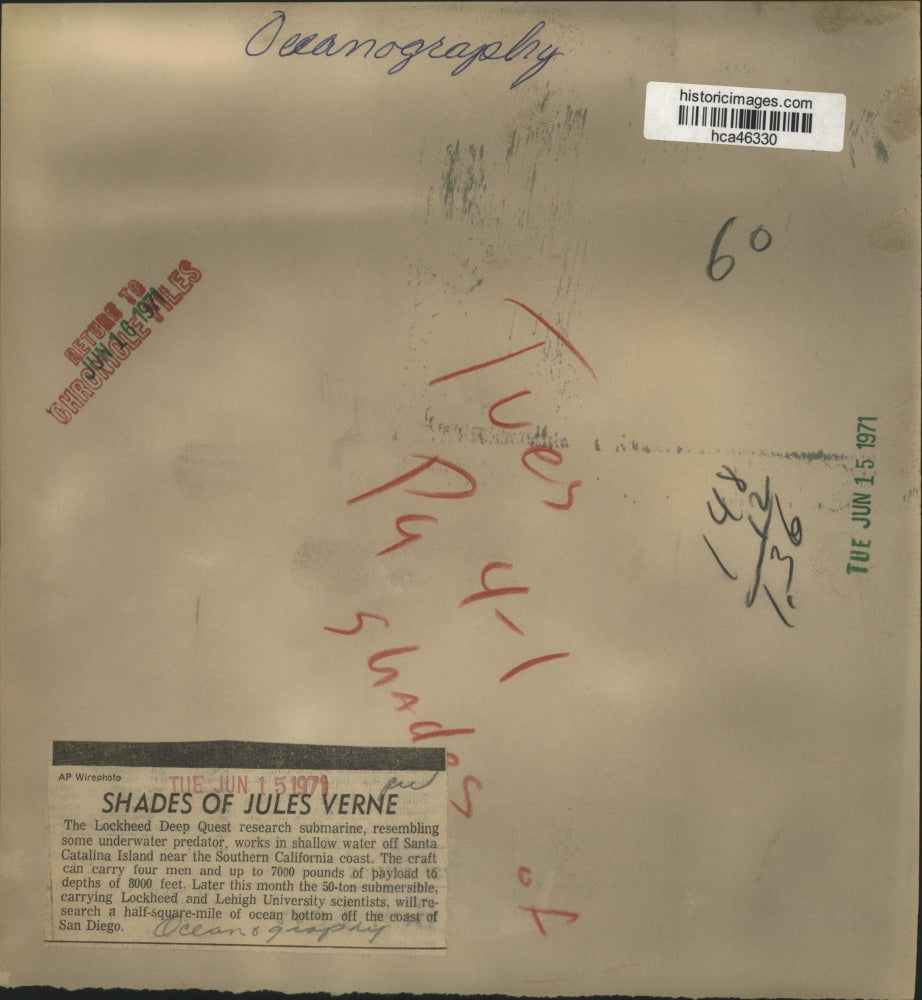 Oceanography
historicimages.com
hca46330
6º
RETURN TO
JUN 16 1971
CHRONICLE FILES
Tues
Pg 4-1
shades
of
TUE JUN 15 1971
148
12
1.36
AP Wirephoto
TUE JUN 15 1971
SHADES OF JULES VERNE
The Lockheed Deep Quest research submarine, resembling
some underwater predator, works in shallow water off Santa
Catalina Island near the Southern California coast. The craft
can carry four men and up to 7000 pounds of payload to
depths of 8000 feet. Later this month the 50-ton submersible,
carrying Lockheed and Lehigh University scientists, will re-
search a half-square-mile of ocean bottom off the coast of
San Diego.
Oceanography